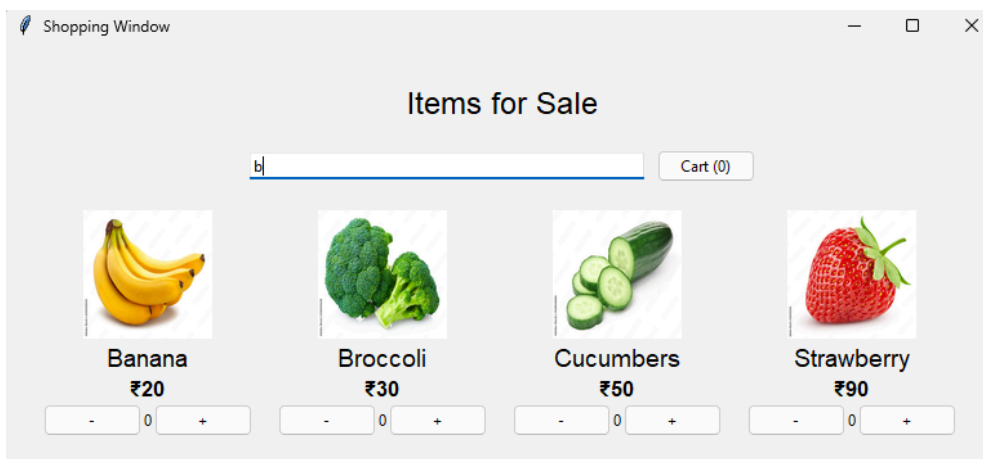 Shopping Window
Items for Sale
b
Cart (0)
Banana Broccoli Cucumbers Strawberry
₹20 ₹30 ₹50 ₹90
- 0 + - 0 + - 0 + - 0 +